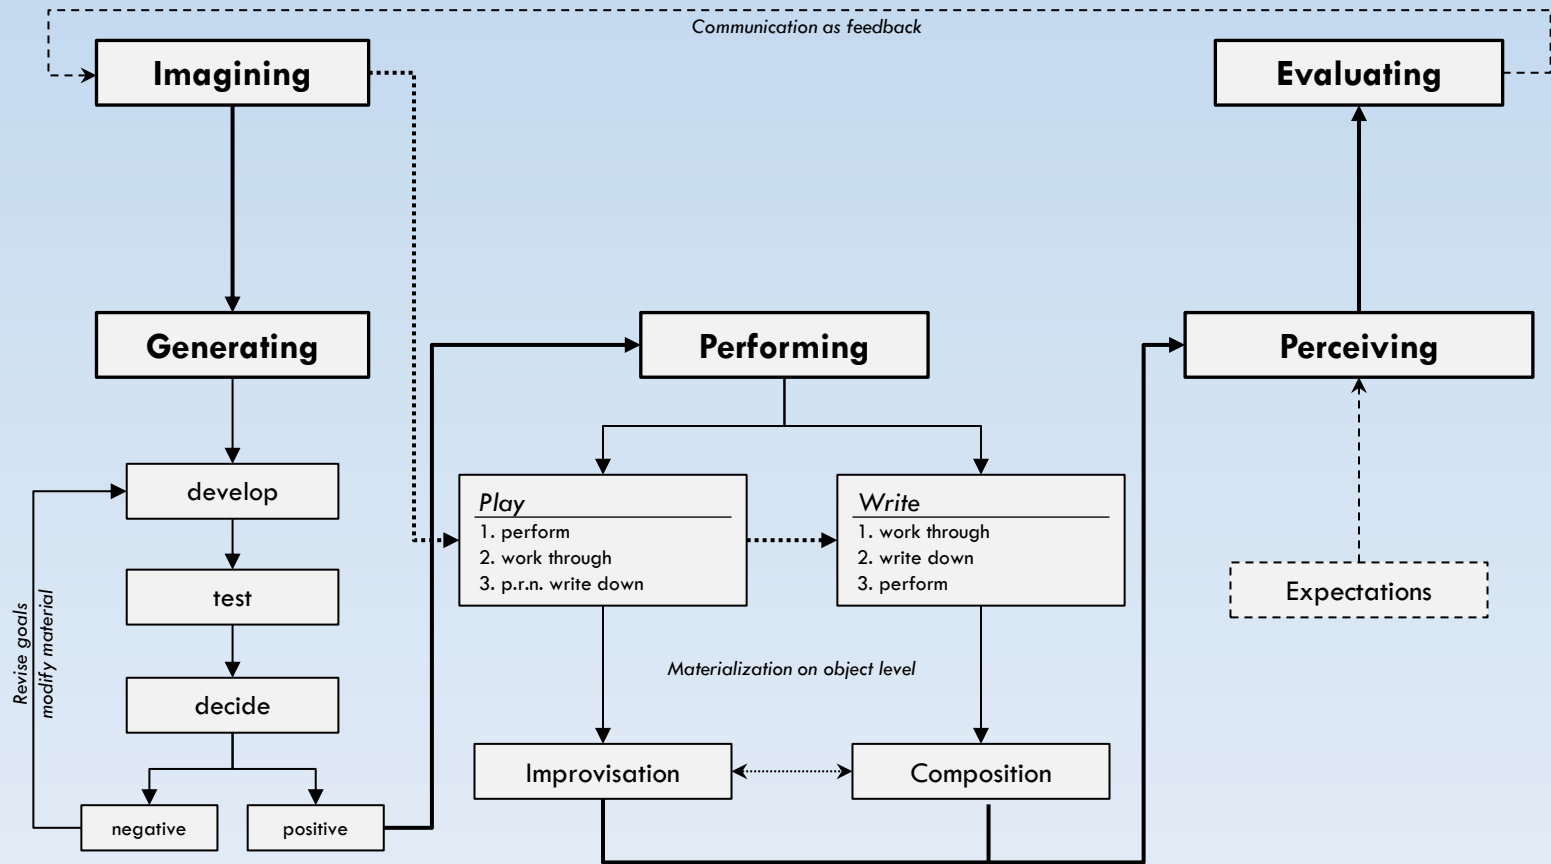 Communication as feedback
Imagining
Evaluating
Generating
Performing
Perceiving
develop
test
decide
negative
positive
Revise goals
modify material
Play
1. perform
2. work through
3. p.r.n. write down
Write
1. work through
2. write down
3. perform
Materialization on object level
Improvisation
Composition
Expectations